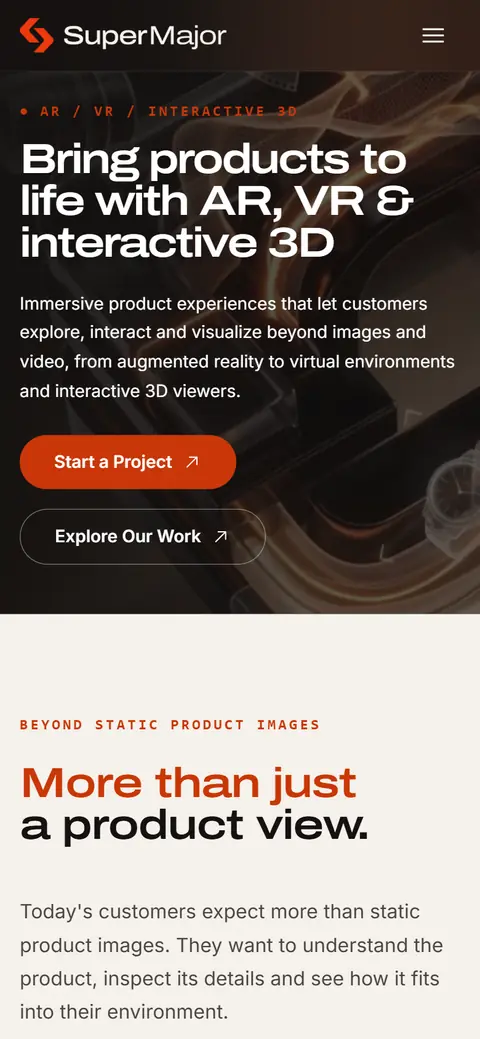 SuperMajor
• AR / VR / INTERACTIVE 3D
Bring products to
life with AR, VR &
interactive 3D
Immersive product experiences that let customers
explore, interact and visualize beyond images and
video, from augmented reality to virtual environments
and interactive 3D viewers.
Start a Project
Explore Our Work
BEYOND STATIC PRODUCT IMAGES
More than just
a product view.
Today's customers expect more than static
product images. They want to understand the
product, inspect its details and see how it fits
into their environment.